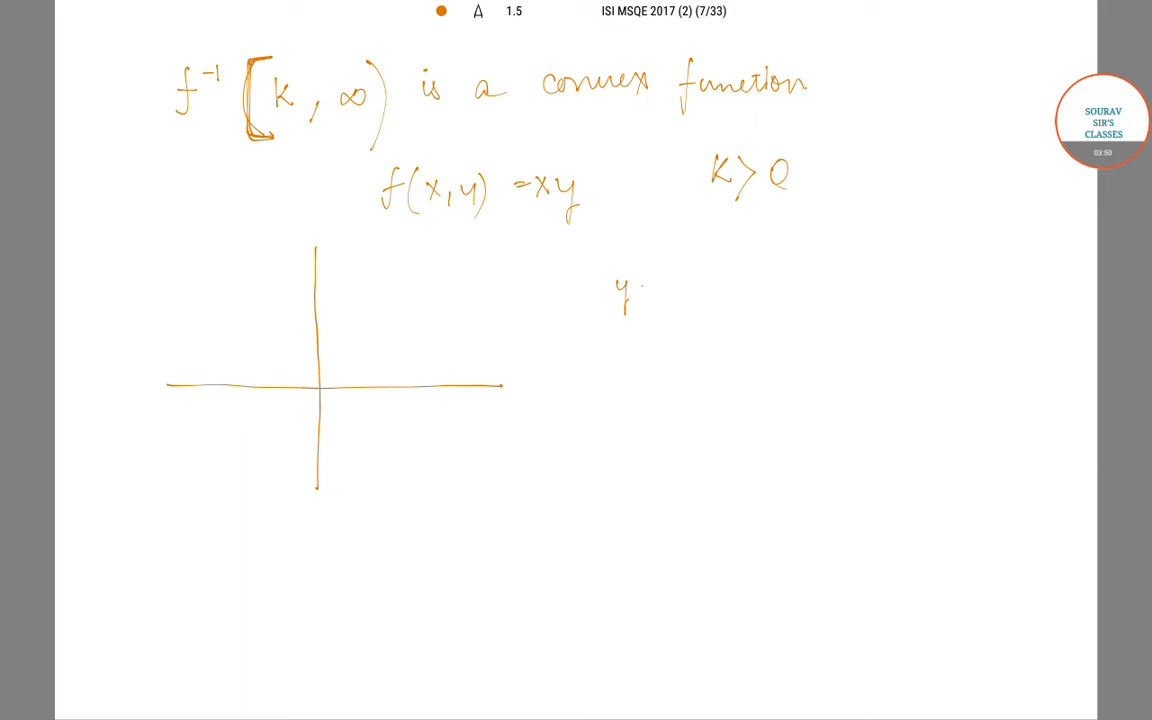 1.5 ISI MSQE 2017 (2) (7/33)
f⁻¹ [K, ∞) is a convex function.
f(x, y) = xy K > 0
y
SOURAV
SIR'S
CLASSES
03:50